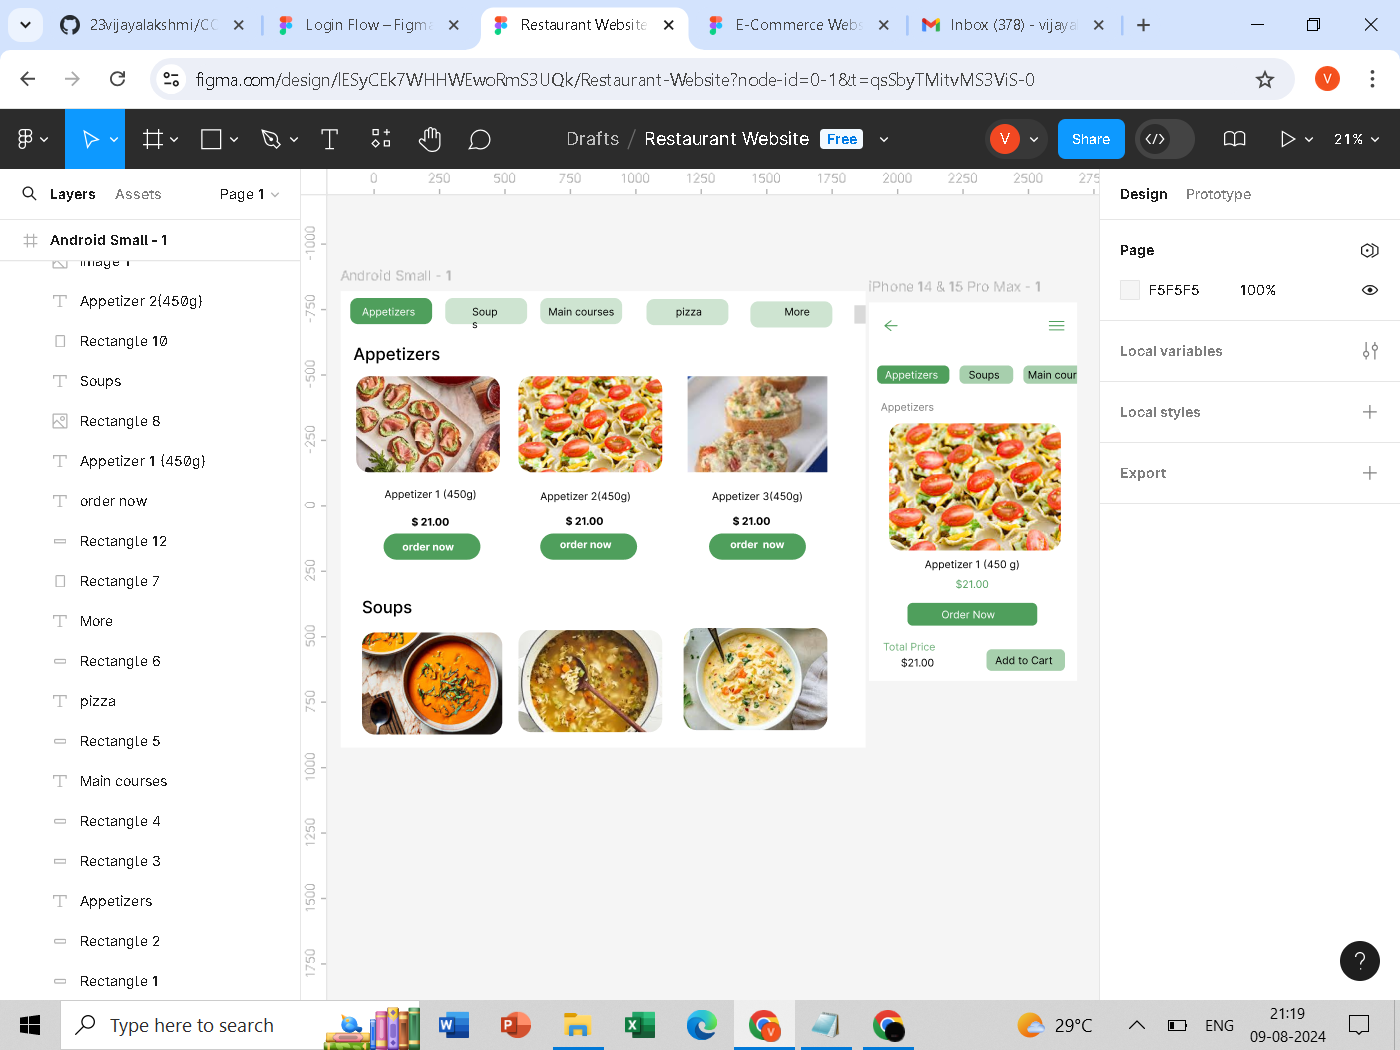 23vijayalakshmi/CC
Login Flow – Figma
Restaurant Website
E-Commerce Webs
Inbox (378) - vijaya
figma.com/design/lESyCEk7WHHWEwoRmS3UQk/Restaurant-Website?node-id=0-1&t=qsSbyTMitvMS3ViS-0
V
Drafts / Restaurant Website Free
V
Share
21%
Layers Assets Page 1
Android Small - 1
Image 1
Appetizer 2(450g)
Rectangle 10
Soups
Rectangle 8
Appetizer 1 (450g)
order now
Rectangle 12
Rectangle 7
More
Rectangle 6
pizza
Rectangle 5
Main courses
Rectangle 4
Rectangle 3
Appetizers
Rectangle 2
Rectangle 1
0 250 500 750 1000 1250 1500 1750 2000 2250 2500 275
-1000
-750
-500
-250
0
250
500
750
1000
1250
1500
1750
Android Small - 1
Appetizers
Soup
s
Main courses
pizza
More
Appetizers
Appetizer 1 (450g)
Appetizer 2(450g)
Appetizer 3(450g)
$ 21.00
$ 21.00
$ 21.00
order now
order now
order now
Soups
iPhone 14 & 15 Pro Max - 1
Appetizers
Soups
Main cour
Appetizers
Appetizer 1 (450 g)
$21.00
Order Now
Total Price
$21.00
Add to Cart
Design Prototype
Page
F5F5F5 100%
Local variables
Local styles
Export
?
Type here to search
29°C
ENG
21:19
09-08-2024